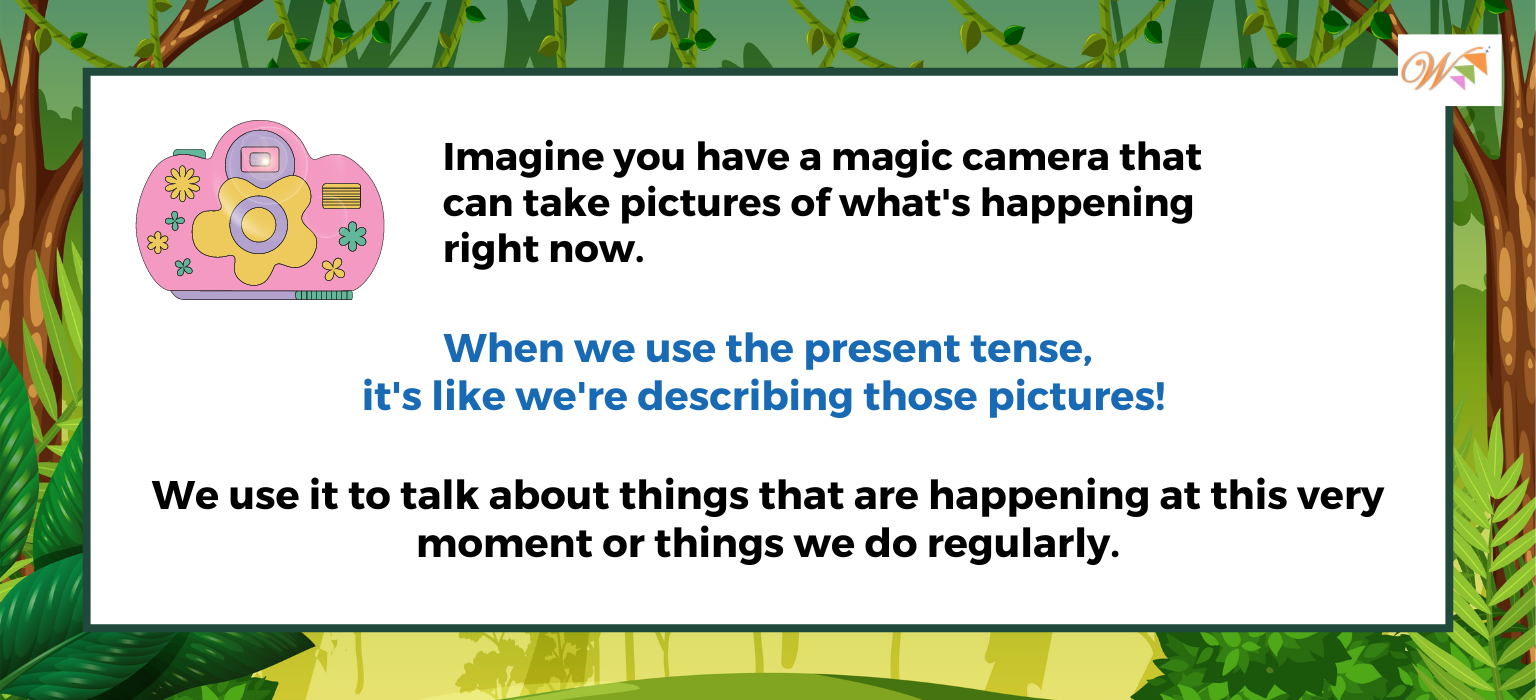 W
Imagine you have a magic camera that
can take pictures of what's happening
right now.
When we use the present tense,
it's like we're describing those pictures!
We use it to talk about things that are happening at this very
moment or things we do regularly.